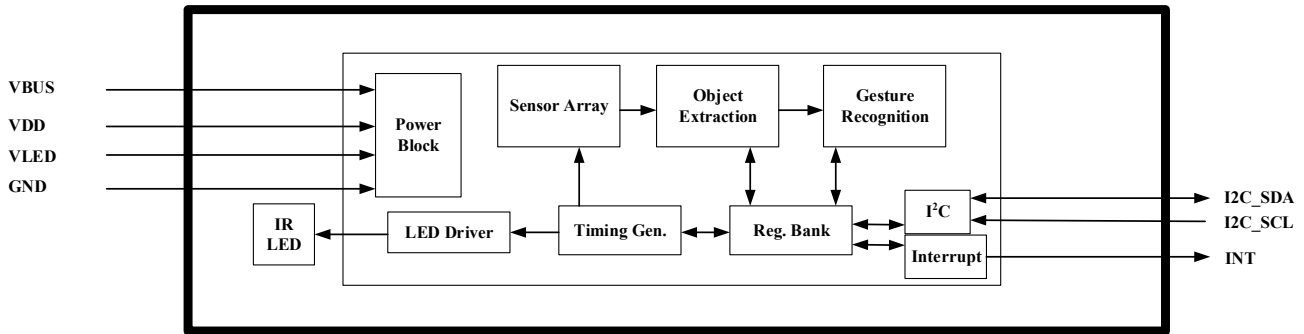 VBUS
VDD
VLED
GND
Power
Block
Sensor Array
Object
Extraction
Gesture
Recognition
IR
LED
LED Driver
Timing Gen.
Reg. Bank
I²C
Interrupt
I2C_SDA
I2C_SCL
INT